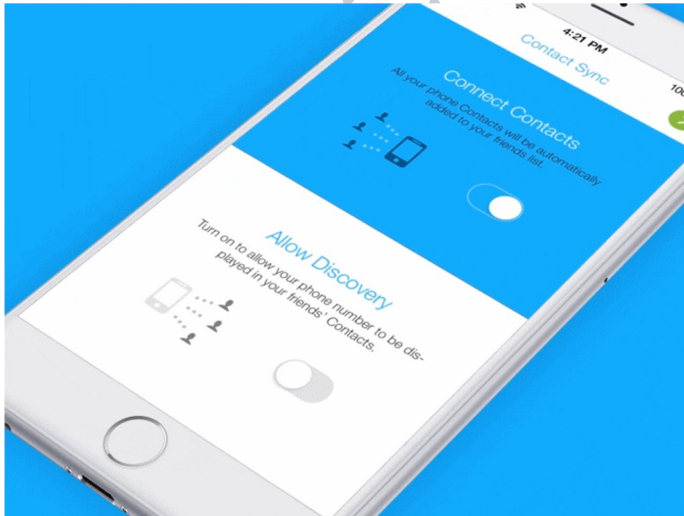 4:21 PM
Contact Sync
Connect Contacts
All your phone Contacts will be automatically
added to your friends list.
Allow Discovery
Turn on to allow your phone number to be dis-
played in your friends' Contacts.